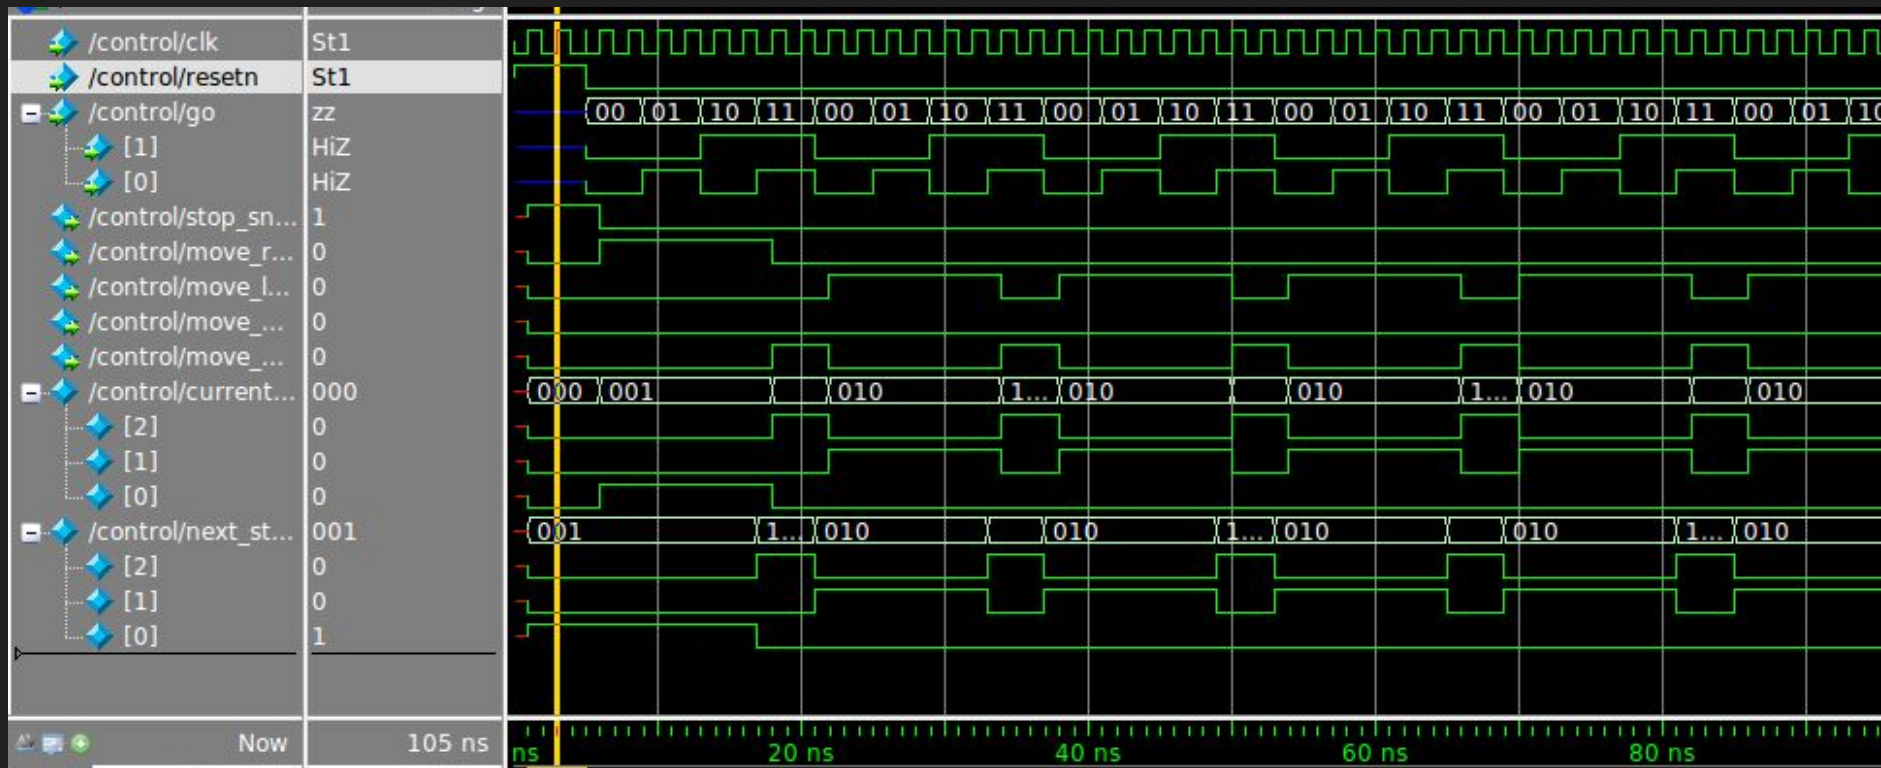 /control/clk St1
/control/resetn St1
/control/go zz 00 01 10 11 00 01 10 11 00 01 10 11 00 01 10 11 00 01 10 11 00 01 10
[1] HiZ
[0] HiZ
/control/stop_sn... 1
/control/move_r... 0
/control/move_l... 0
/control/move_... 0
/control/move_... 0
/control/current... 000 000 001 010 1... 010 010 1... 010 010
[2] 0
[1] 0
[0] 0
/control/next_st... 001 001 1... 010 010 1... 010 010 1... 010
[2] 0
[1] 0
[0] 1
Now 105 ns ns 20 ns 40 ns 60 ns 80 ns